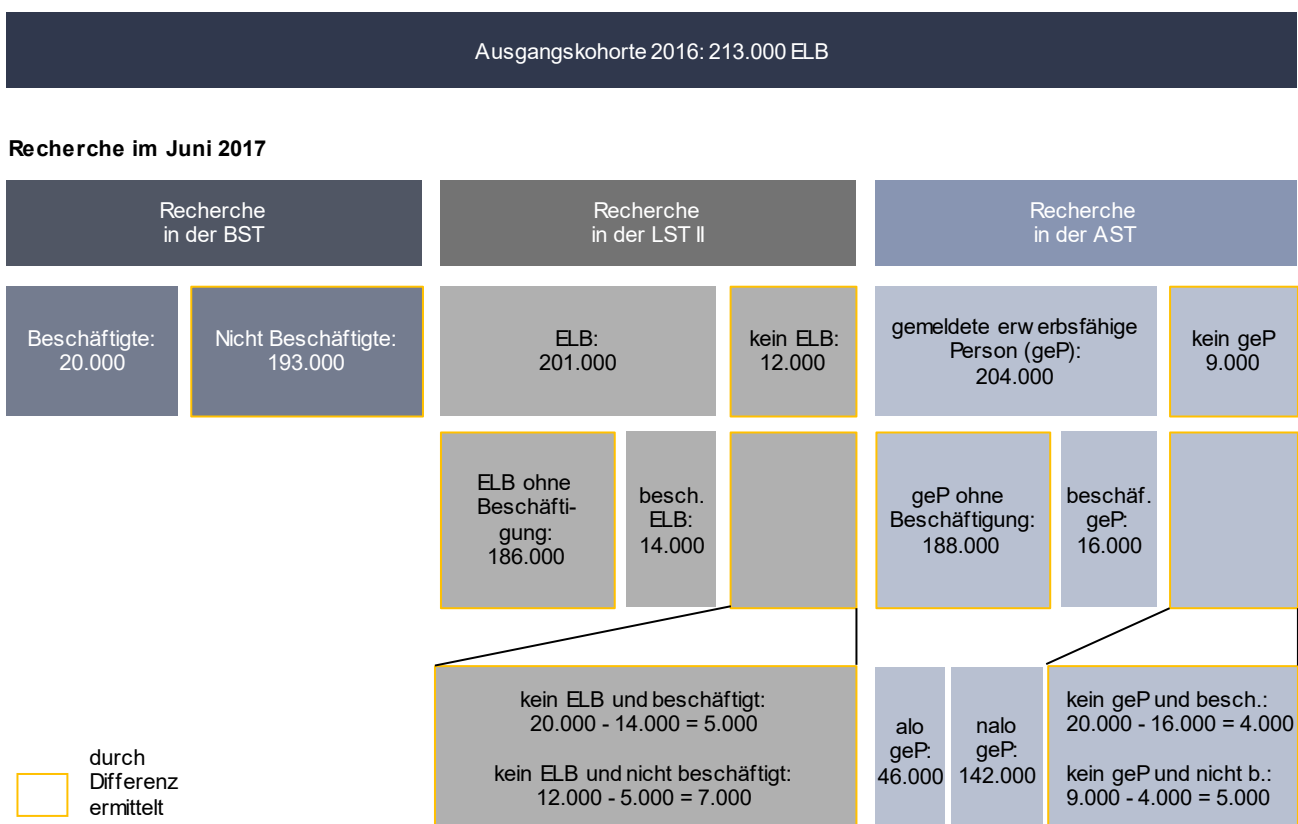 Ausgangskohorte 2016: 213.000 ELB
Recherche im Juni 2017
Recherche
in der BST
Recherche
in der LST II
Recherche
in der AST
Beschäftigte:
20.000
Nicht Beschäftigte:
193.000
ELB:
201.000
kein ELB:
12.000
gemeldete erwerbsfähige
Person (geP):
204.000
kein geP
9.000
ELB ohne
Beschäfti-
gung:
186.000
besch.
ELB:
14.000
geP ohne
Beschäftigung:
188.000
beschäf.
geP:
16.000
kein ELB und beschäftigt:
20.000 - 14.000 = 5.000
kein ELB und nicht beschäftigt:
12.000 - 5.000 = 7.000
alo
geP:
46.000
nalo
geP:
142.000
kein geP und besch.:
20.000 - 16.000 = 4.000
kein geP und nicht b.:
9.000 - 4.000 = 5.000
durch
Differenz
ermittelt